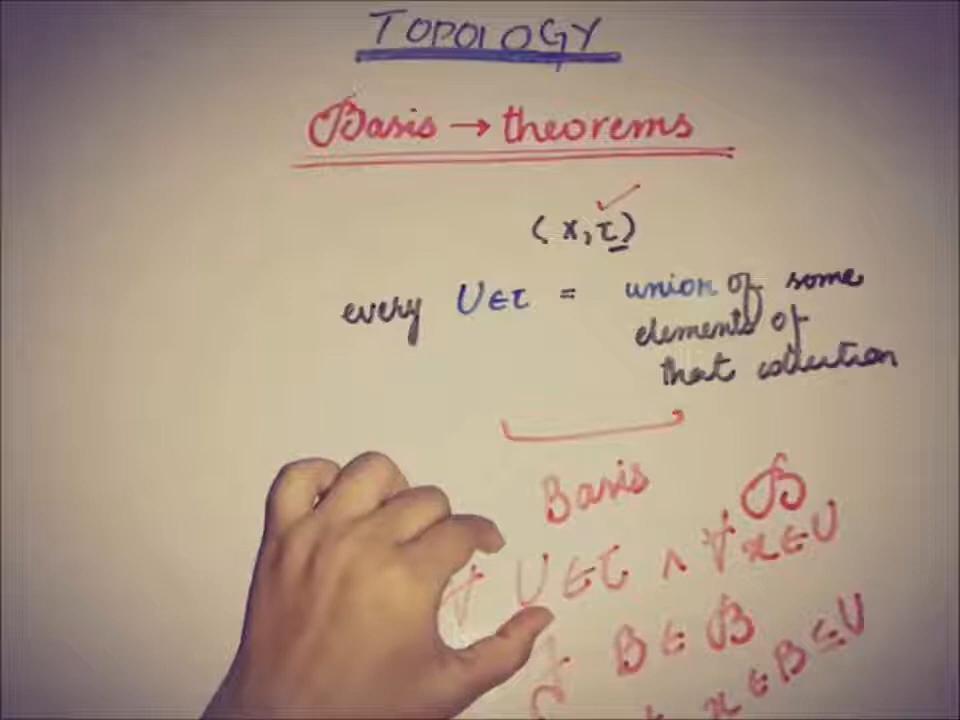 TOPOLOGY
Basis → theorems
(X, τ)
every U∈τ = union of some
elements of
that collection
Basis ℬ
∀ U∈τ ∧ ∀ x∈U
B ∈ ℬ
x ∈ B ⊆ U